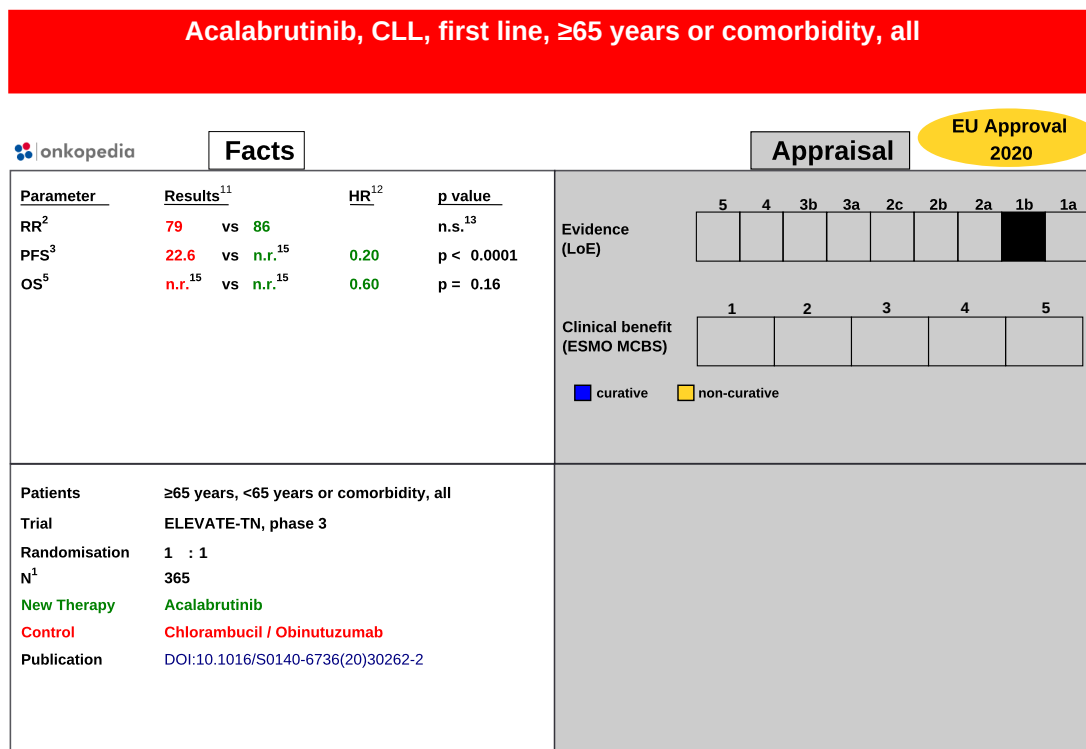 Acalabrutinib, CLL, first line, ≥65 years or comorbidity, all
EU Approval
2020
onkopedia
Facts
Appraisal
Parameter Results11 HR12 p value
RR2 79 vs 86 n.s.13
PFS3 22.6 vs n.r.15 0.20 p < 0.0001
OS5 n.r.15 vs n.r.15 0.60 p = 0.16
5 4 3b 3a 2c 2b 2a 1b 1a
Evidence
(LoE)
1 2 3 4 5
Clinical benefit
(ESMO MCBS)
curative non-curative
Patients ≥65 years, <65 years or comorbidity, all
Trial ELEVATE-TN, phase 3
Randomisation 1 : 1
N1 365
New Therapy Acalabrutinib
Control Chlorambucil / Obinutuzumab
Publication DOI:10.1016/S0140-6736(20)30262-2